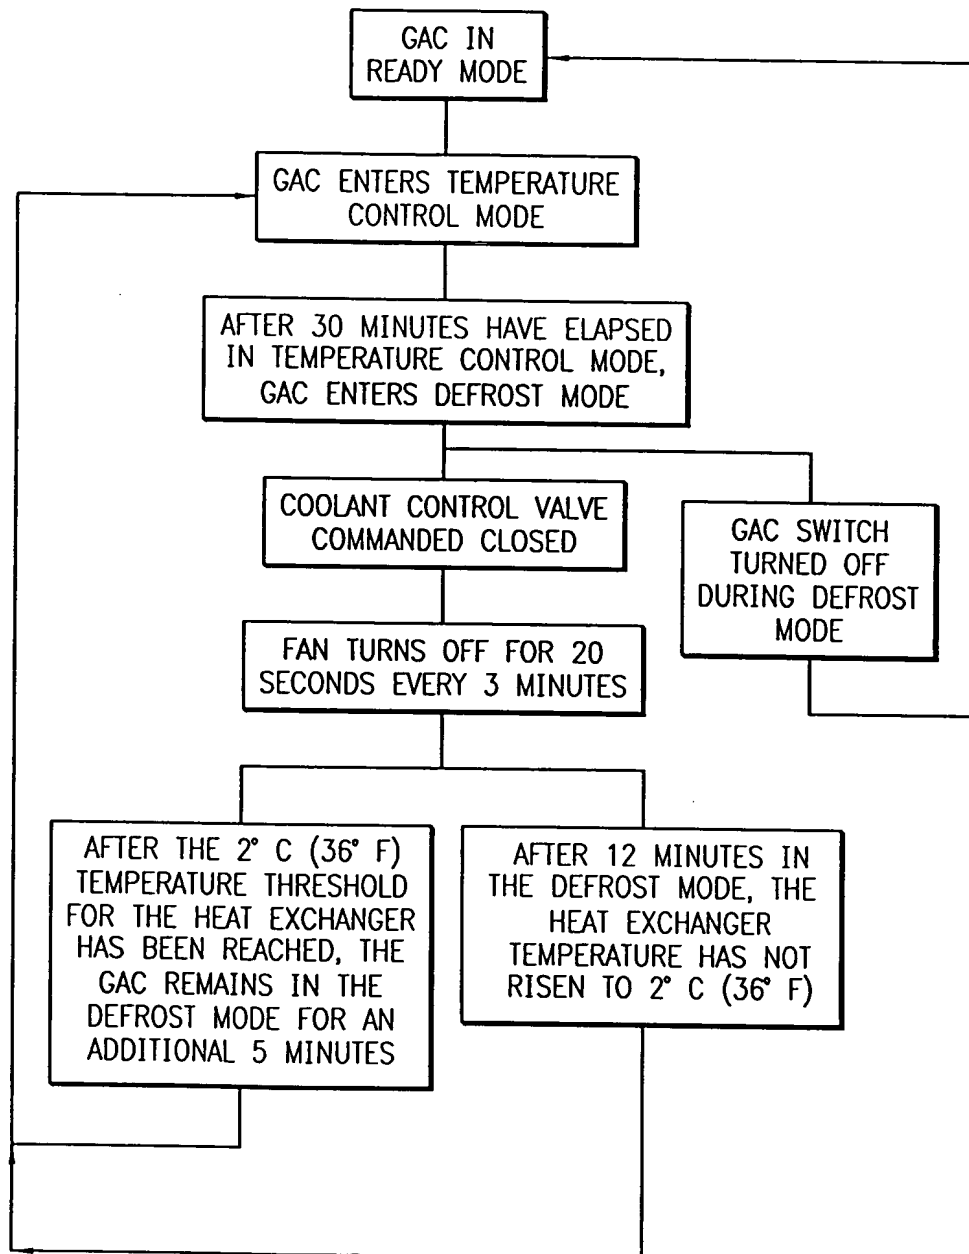 GAC IN
READY MODE
GAC ENTERS TEMPERATURE
CONTROL MODE
AFTER 30 MINUTES HAVE ELAPSED
IN TEMPERATURE CONTROL MODE,
GAC ENTERS DEFROST MODE
COOLANT CONTROL VALVE
COMMANDED CLOSED
GAC SWITCH
TURNED OFF
DURING DEFROST
MODE
FAN TURNS OFF FOR 20
SECONDS EVERY 3 MINUTES
AFTER THE 2° C (36° F)
TEMPERATURE THRESHOLD
FOR THE HEAT EXCHANGER
HAS BEEN REACHED, THE
GAC REMAINS IN THE
DEFROST MODE FOR AN
ADDITIONAL 5 MINUTES
AFTER 12 MINUTES IN
THE DEFROST MODE, THE
HEAT EXCHANGER
TEMPERATURE HAS NOT
RISEN TO 2° C (36° F)